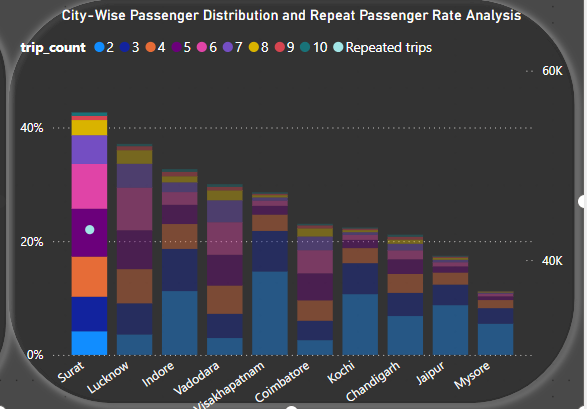 City-Wise Passenger Distribution and Repeat Passenger Rate Analysis
trip_count 2 3 4 5 6 7 8 9 10 Repeated trips
60K
40%
20%
40K
0%
Surat
Lucknow
Indore
Vadodara
Visakhapatnam
Coimbatore
Kochi
Chandigarh
Jaipur
Mysore